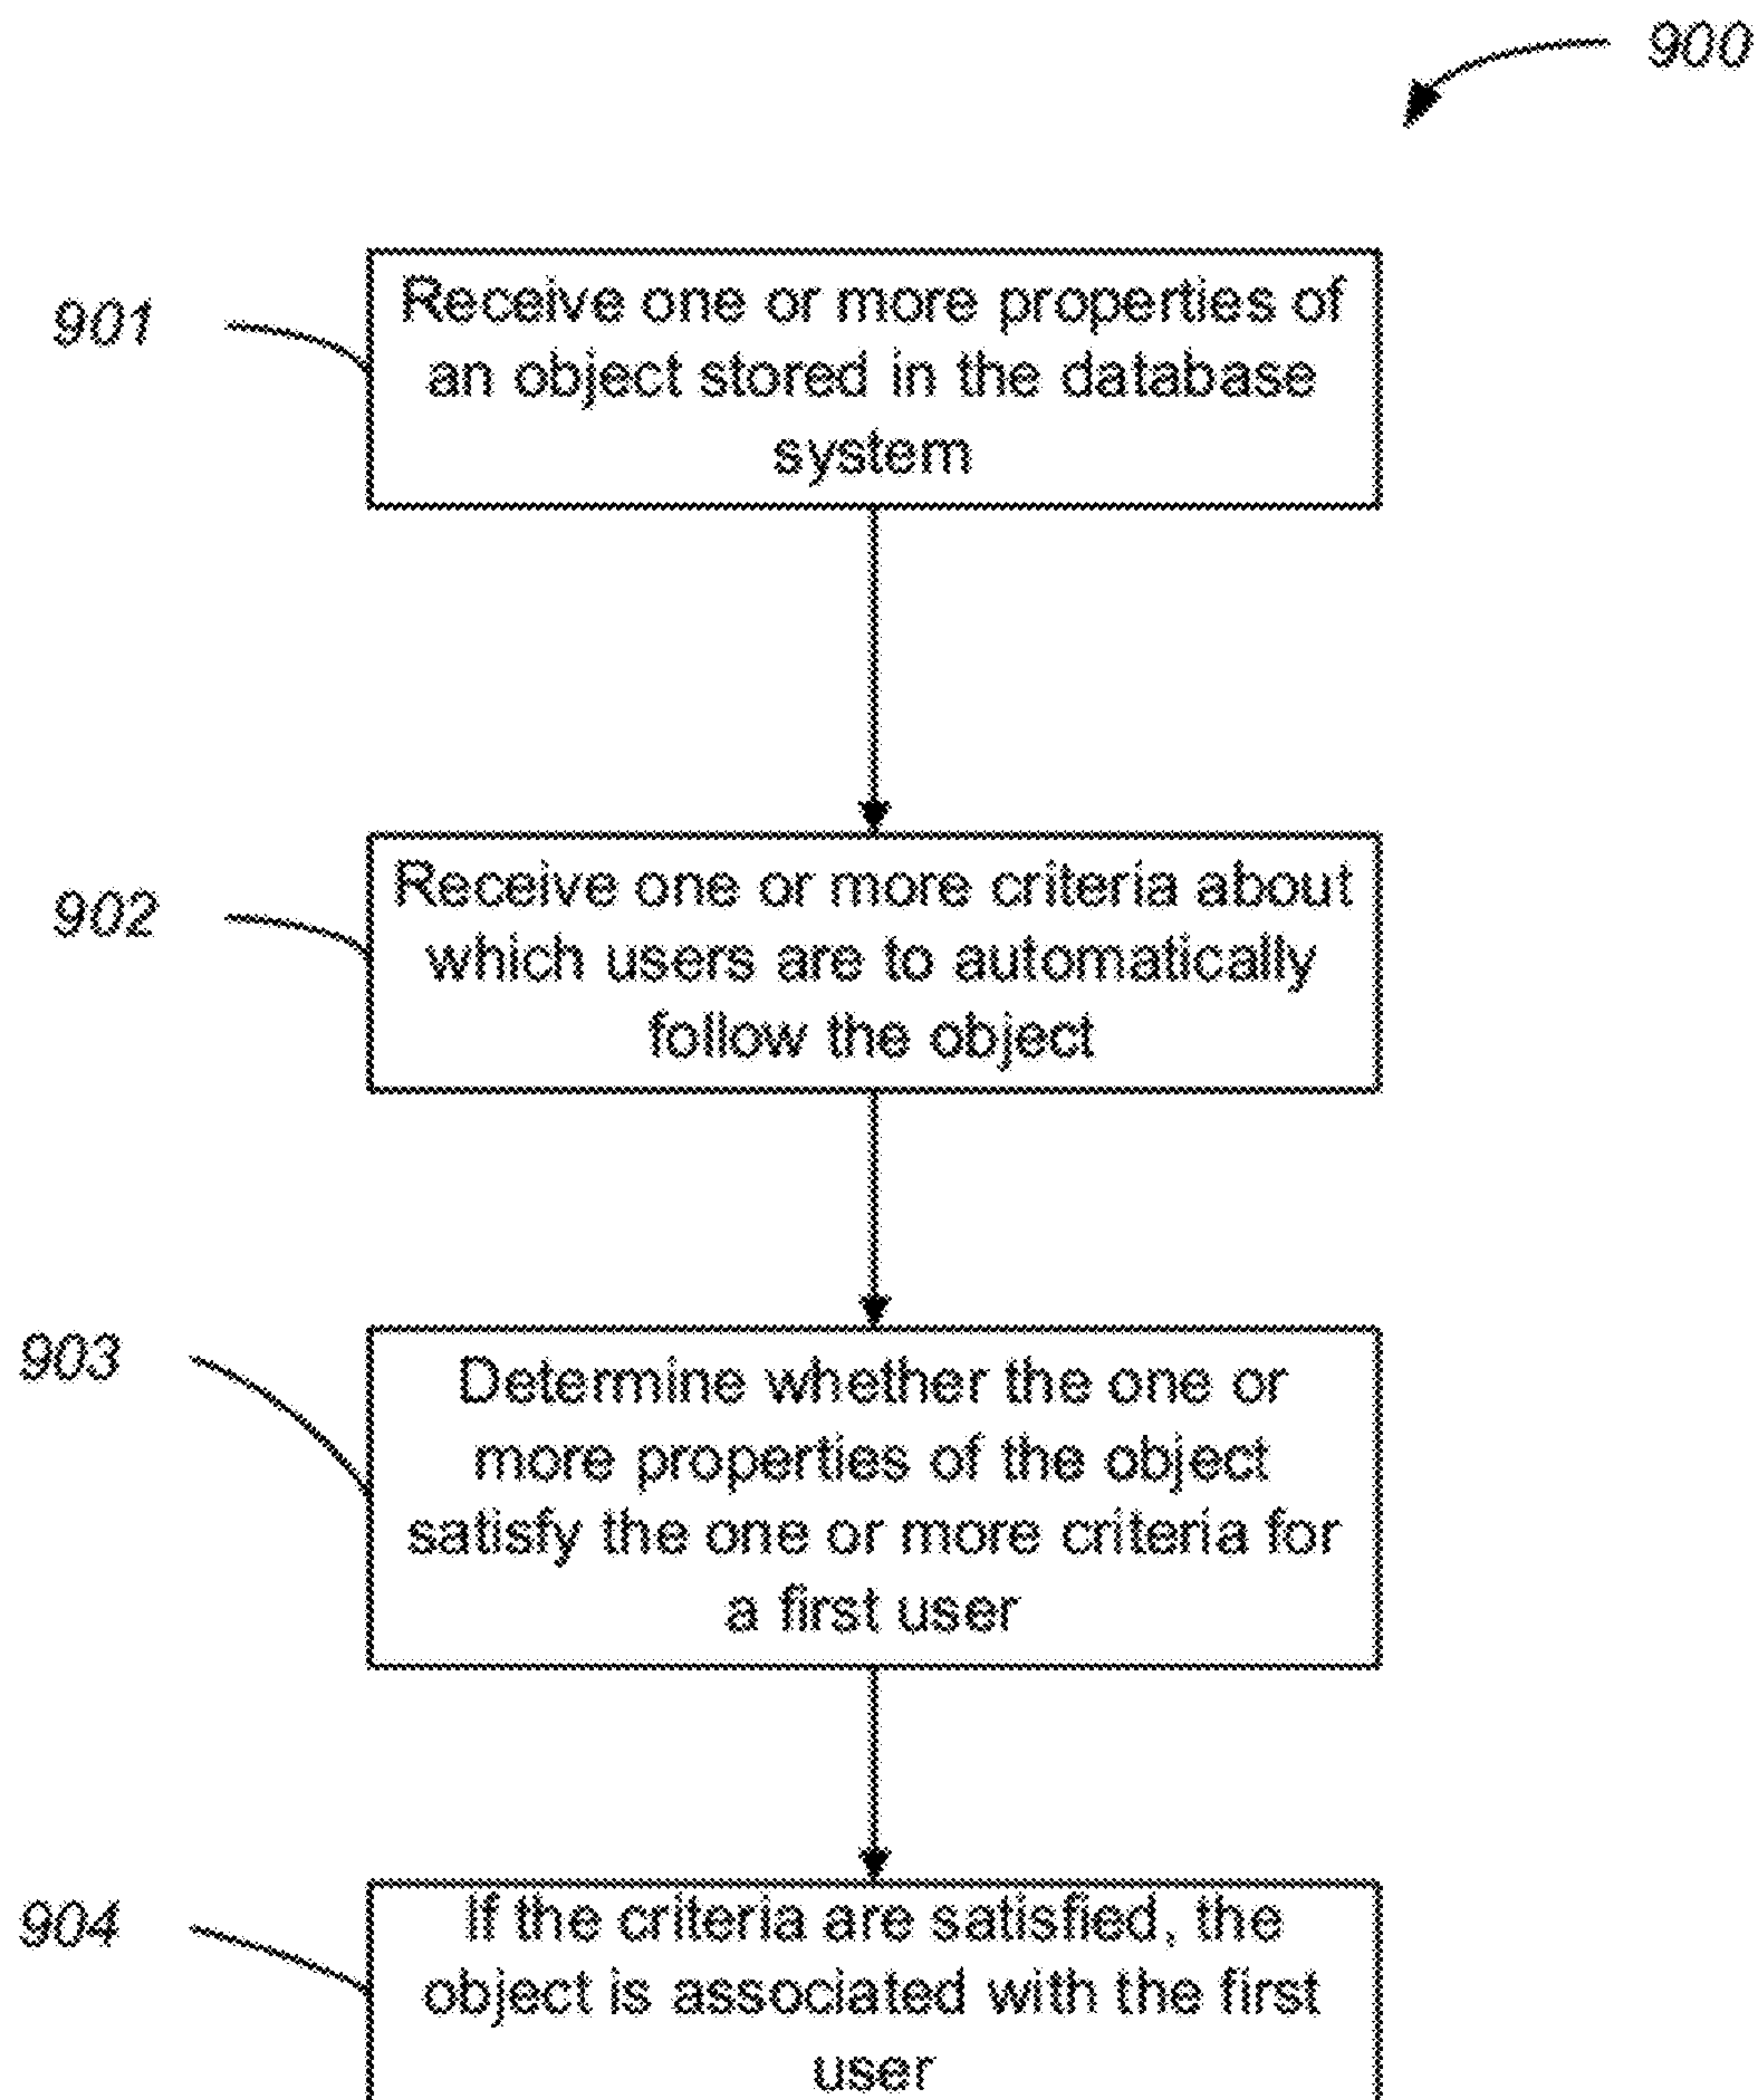 900
901
Receive one or more properties of
an object stored in the database
system
902
Receive one or more criteria about
which users are to automatically
follow the object
903
Determine whether the one or
more properties of the object
satisfy the one or more criteria for
a first user
904
If the criteria are satisfied, the
object is associated with the first
user